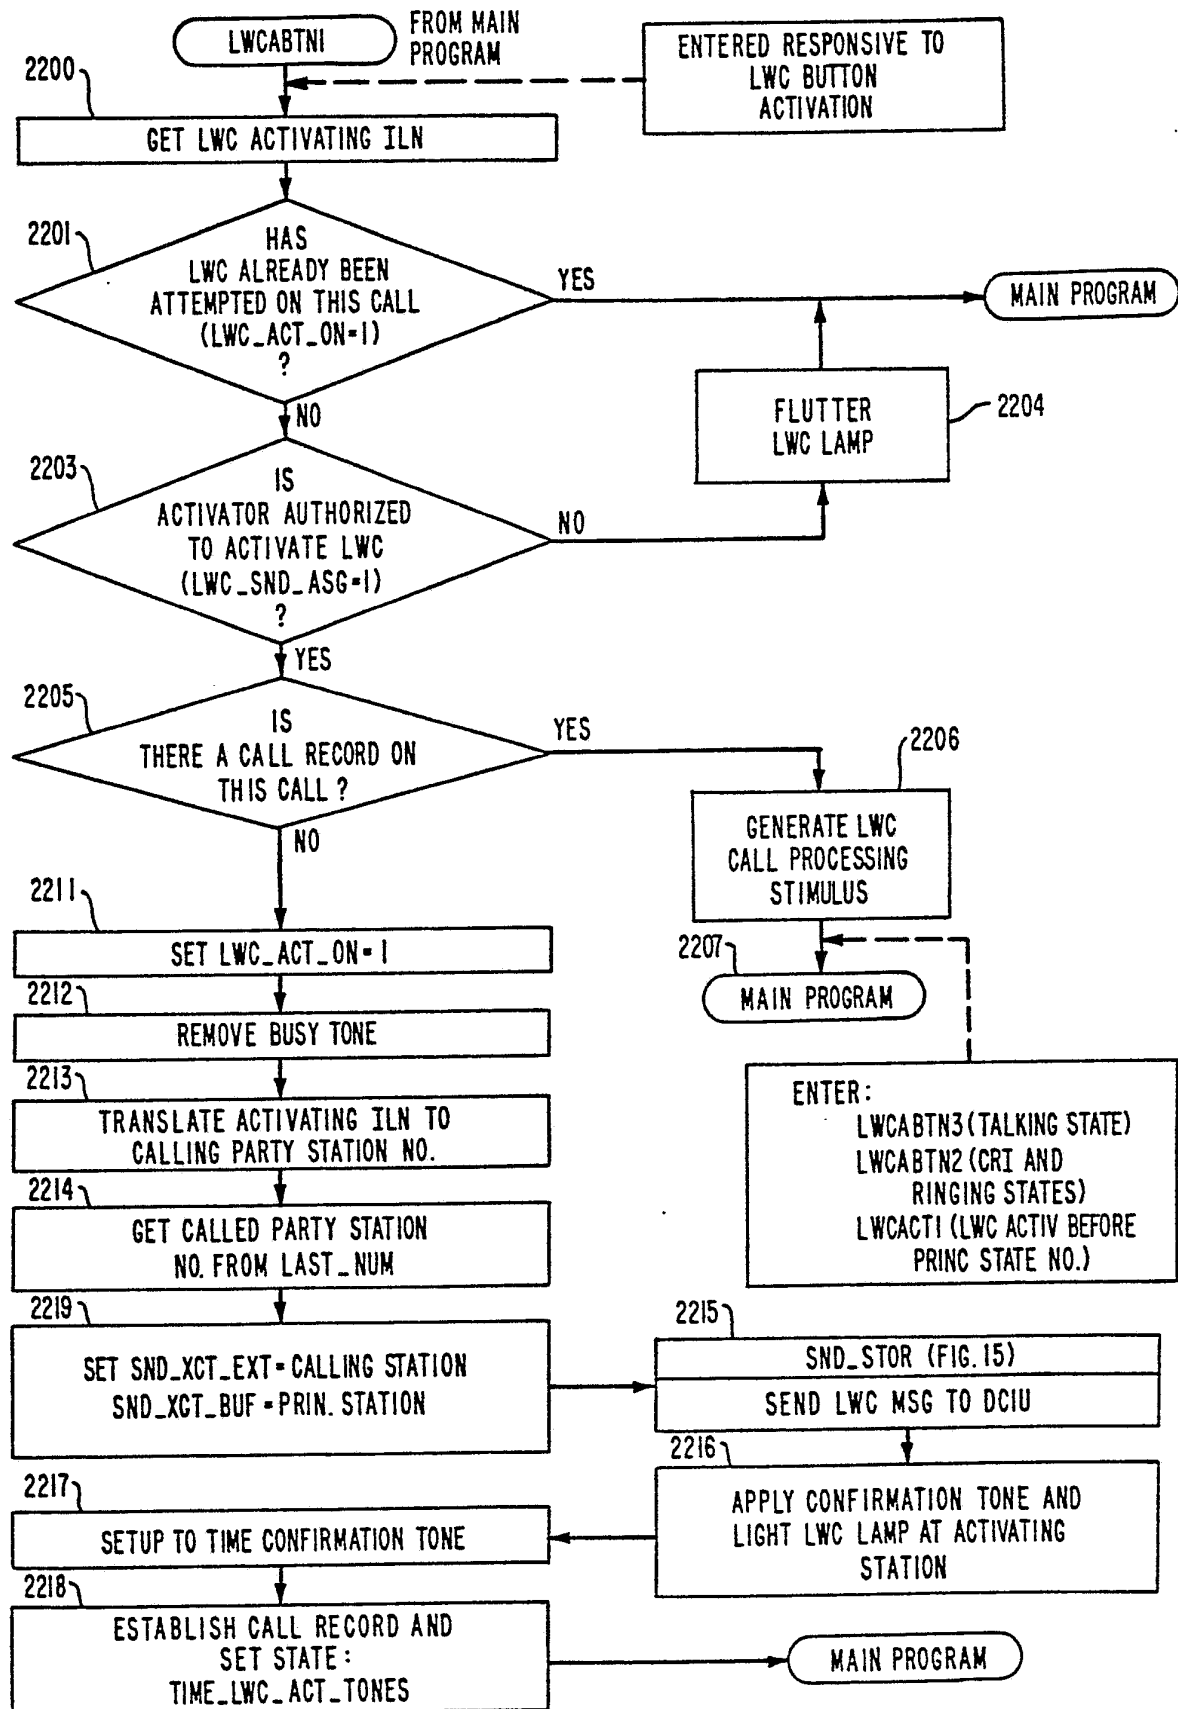 LWCABTN1
FROM MAIN
PROGRAM
ENTERED RESPONSIVE TO
LWC BUTTON
ACTIVATION
2200
GET LWC ACTIVATING ILN
2201
HAS
LWC ALREADY BEEN
ATTEMPTED ON THIS CALL
(LWC_ACT_ON=1)
?
YES
MAIN PROGRAM
NO
FLUTTER
LWC LAMP
2204
2203
IS
ACTIVATOR AUTHORIZED
TO ACTIVATE LWC
(LWC_SND_ASG=1)
?
NO
YES
2205
IS
THERE A CALL RECORD ON
THIS CALL ?
YES
2206
GENERATE LWC
CALL PROCESSING
STIMULUS
NO
2207
MAIN PROGRAM
2211
SET LWC_ACT_ON=1
2212
REMOVE BUSY TONE
2213
TRANSLATE ACTIVATING ILN TO
CALLING PARTY STATION NO.
ENTER:
LWCABTN3 (TALKING STATE)
LWCABTN2 (CRI AND
RINGING STATES)
LWCACT1 (LWC ACTIV BEFORE
PRINC STATE NO.)
2214
GET CALLED PARTY STATION
NO. FROM LAST_NUM
2219
SET SND_XCT_EXT=CALLING STATION
SND_XCT_BUF=PRIN. STATION
2215
SND_STOR (FIG. 15)
SEND LWC MSG TO DCIU
2216
APPLY CONFIRMATION TONE AND
LIGHT LWC LAMP AT ACTIVATING
STATION
2217
SETUP TO TIME CONFIRMATION TONE
2218
ESTABLISH CALL RECORD AND
SET STATE:
TIME_LWC_ACT_TONES
MAIN PROGRAM